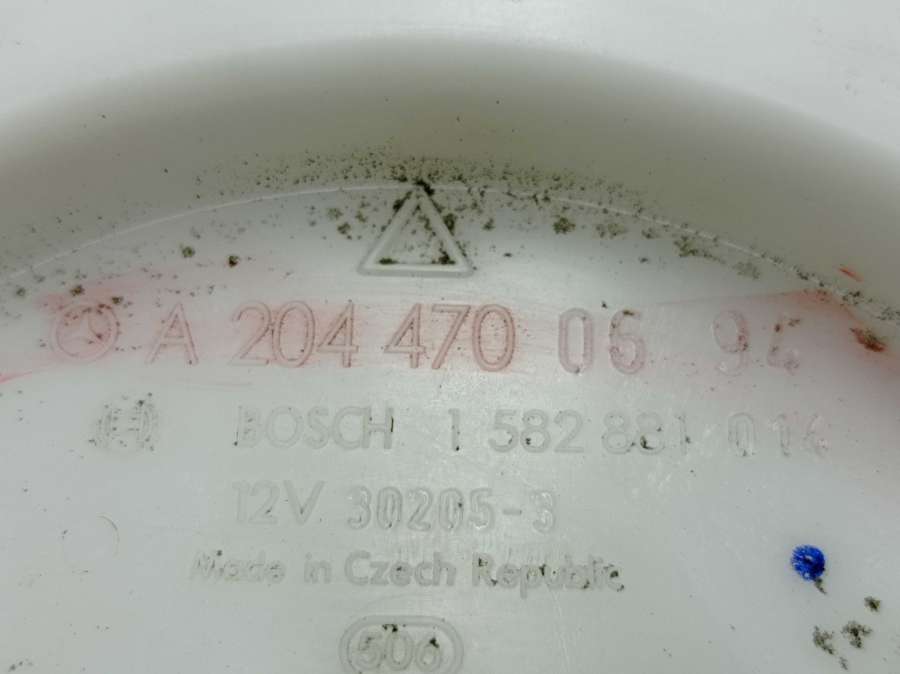 A 204 470 06 94
BOSCH 1 582 881 014
12V 30205-3
Made in Czech Republic
506